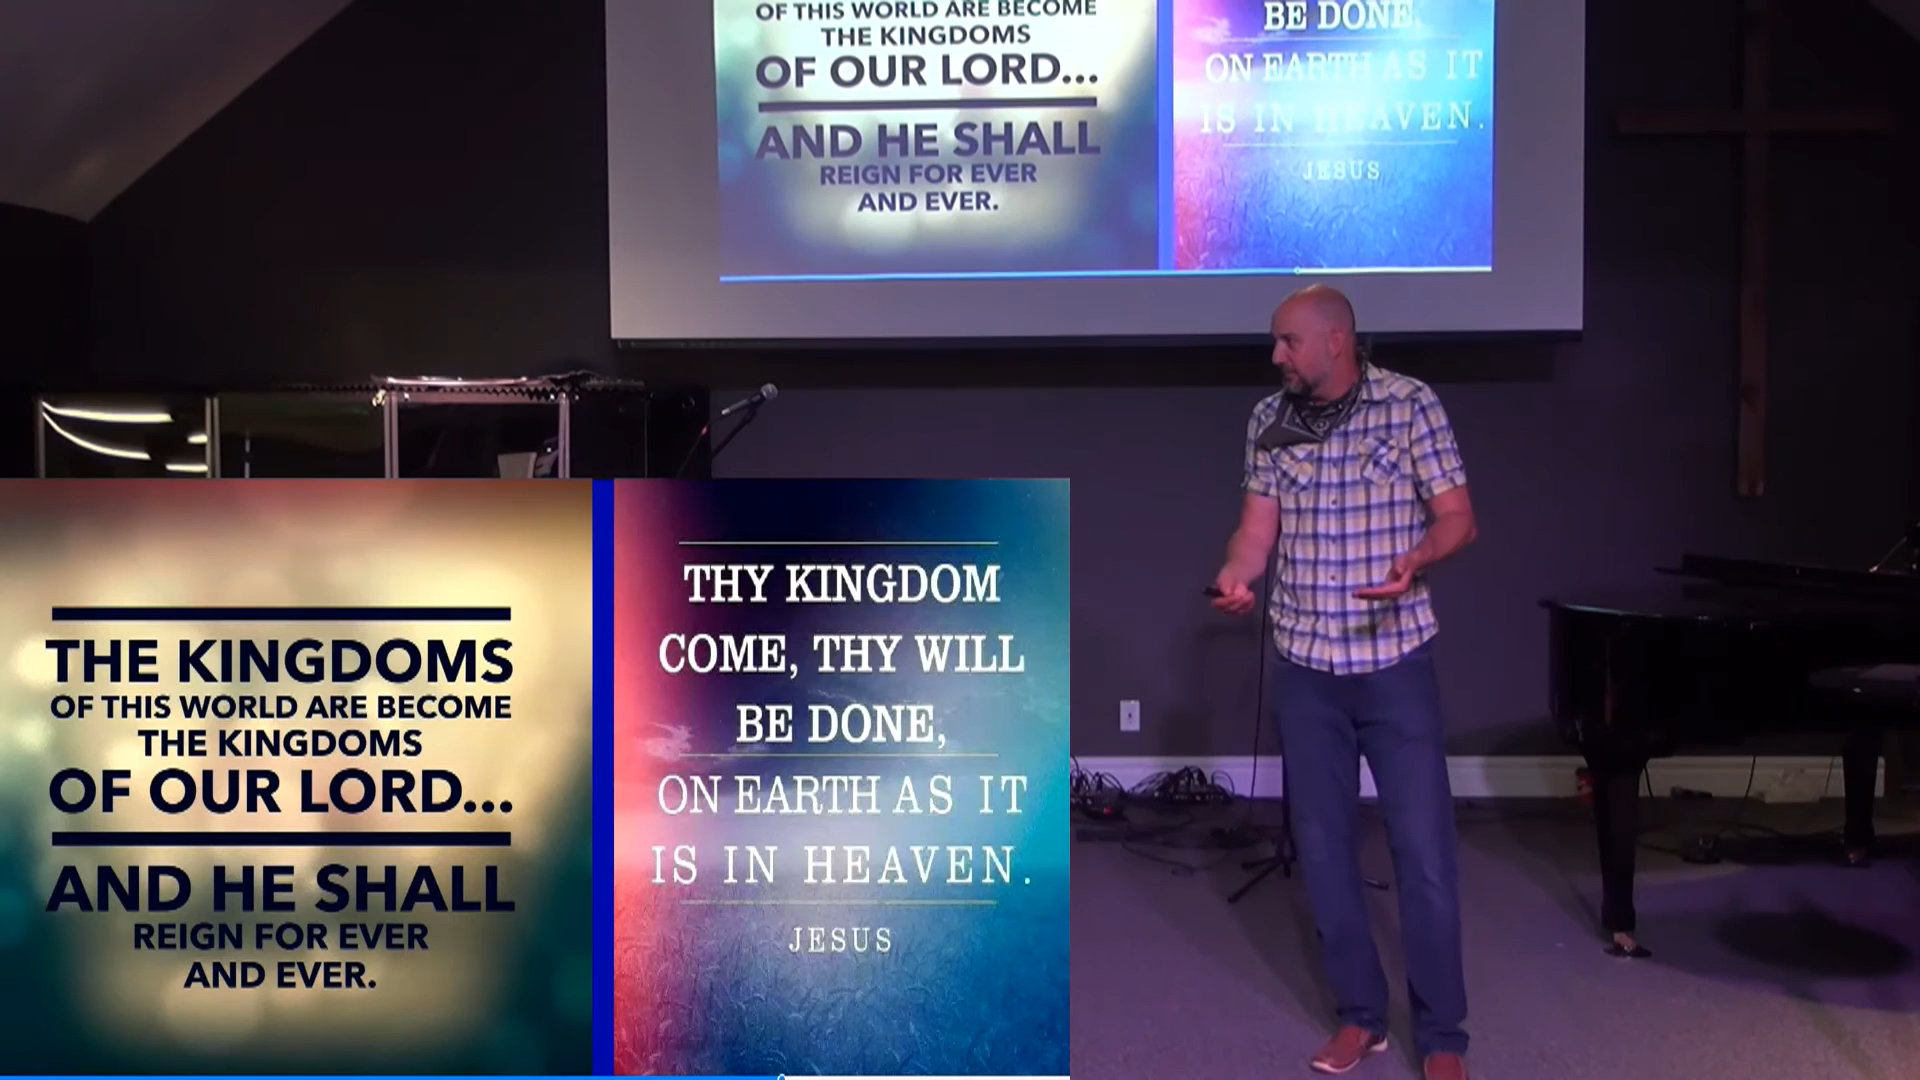 OF THIS WORLD ARE BECOME
THE KINGDOMS
OF OUR LORD...
AND HE SHALL
REIGN FOR EVER
AND EVER.
BE DONE,
ON EARTH AS IT
IS IN HEAVEN.
JESUS
THE KINGDOMS
OF THIS WORLD ARE BECOME
THE KINGDOMS
OF OUR LORD...
AND HE SHALL
REIGN FOR EVER
AND EVER.
THY KINGDOM
COME, THY WILL
BE DONE,
ON EARTH AS IT
IS IN HEAVEN.
JESUS